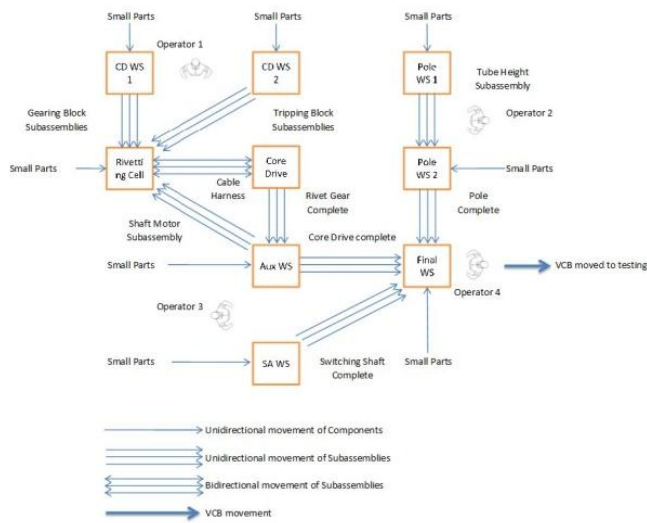 Small Parts
Small Parts
Small Parts
Operator 1
CD WS
1
CD WS
2
Pole
WS 1
Tube Height
Subassembly
Gearing Block
Subassemblies
Tripping Block
Subassemblies
Operator 2
Small Parts
Rivetti
ng Cell
Core
Drive
Pole
WS 2
Small Parts
Cable
Harness
Rivet Gear
Complete
Pole
Complete
Shaft Motor
Subassembly
Core Drive complete
Small Parts
Aux WS
Final
WS
VCB moved to testing
Operator 3
Operator 4
Small Parts
SA WS
Switching Shaft
Complete
Small Parts
Unidirectional movement of Components
Unidirectional movement of Subassemblies
Bidirectional movement of Subassemblies
VCB movement